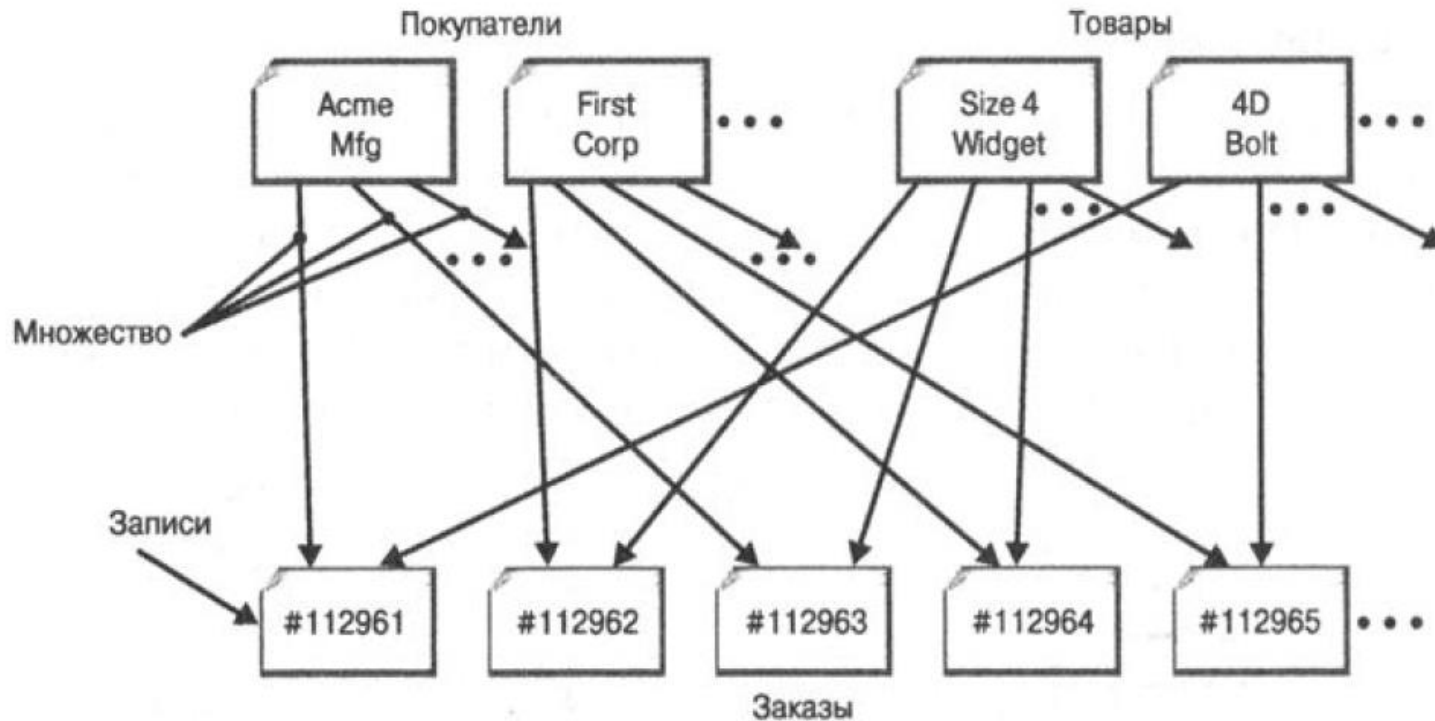 Покупатели
Товары
Acme
Mfg
First
Corp
Size 4
Widget
4D
Bolt
Множество
Записи
#112961
#112962
#112963
#112964
#112965
Заказы